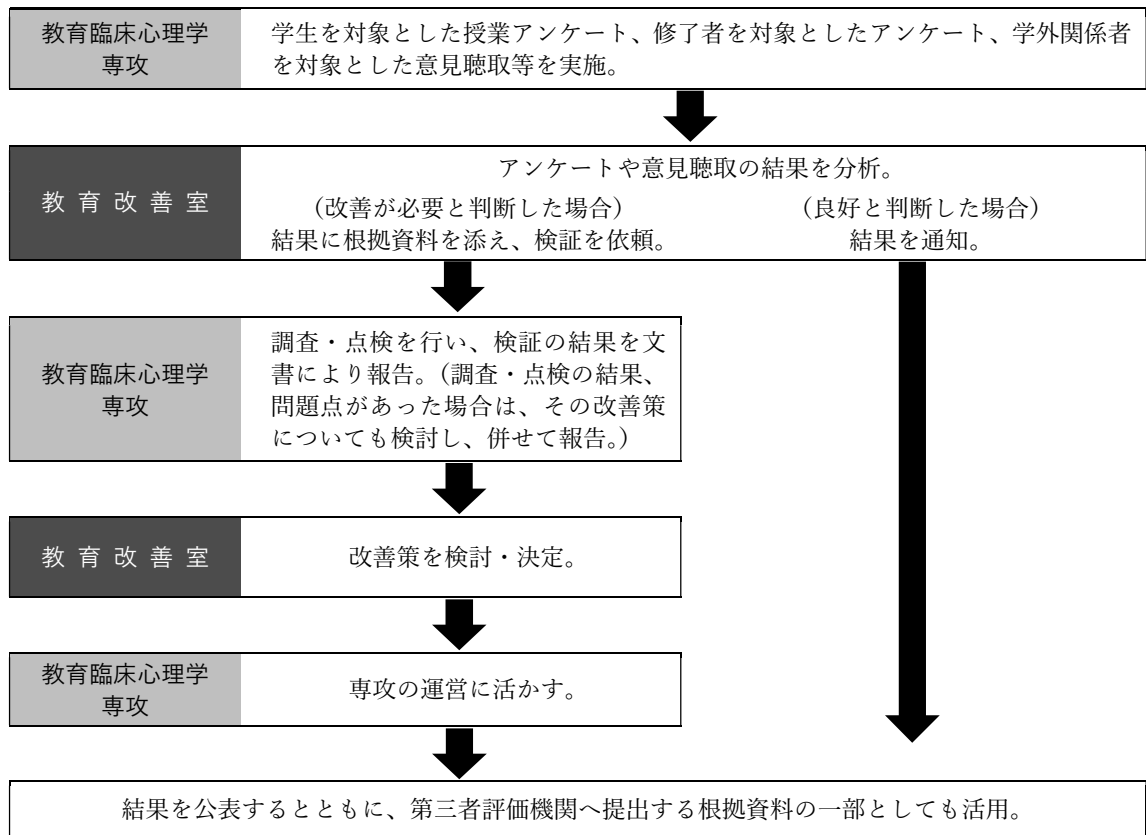 教育臨床心理学
専攻
学生を対象とした授業アンケート、修了者を対象としたアンケート、学外関係者
を対象とした意見聴取等を実施。
教育改善室
アンケートや意見聴取の結果を分析。
（改善が必要と判断した場合）
結果に根拠資料を添え、検証を依頼。
（良好と判断した場合）
結果を通知。
教育臨床心理学
専攻
調査・点検を行い、検証の結果を文
書により報告。（調査・点検の結果、
問題点があった場合は、その改善策
についても検討し、併せて報告。）
教育改善室
改善策を検討・決定。
教育臨床心理学
専攻
専攻の運営に活かす。
結果を公表するとともに、第三者評価機関へ提出する根拠資料の一部としても活用。